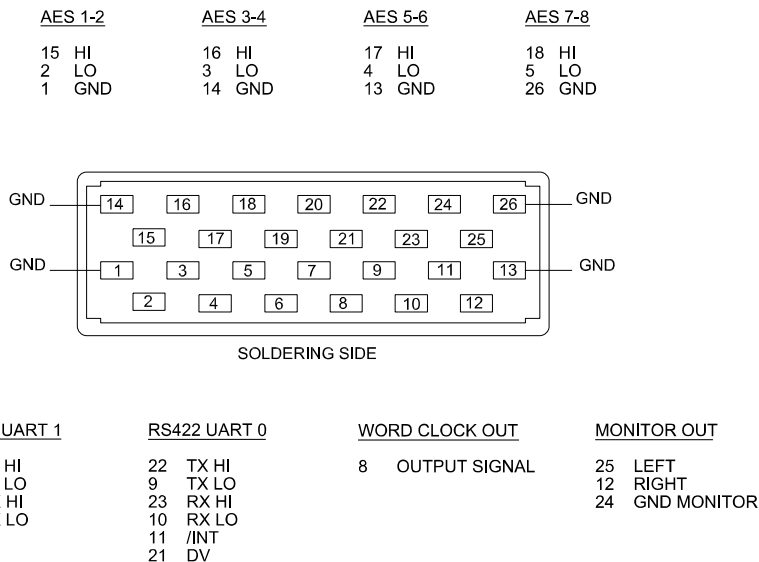 AES 1-2 AES 3-4 AES 5-6 AES 7-8
15 HI 16 HI 17 HI 18 HI
2 LO 3 LO 4 LO 5 LO
1 GND 14 GND 13 GND 26 GND
GND 14 16 18 20 22 24 26 GND
15 17 19 21 23 25
GND 1 3 5 7 9 11 13 GND
2 4 6 8 10 12
SOLDERING SIDE
UART 1 RS422 UART 0 WORD CLOCK OUT MONITOR OUT
HI 22 TX HI 8 OUTPUT SIGNAL 25 LEFT
LO 9 TX LO 12 RIGHT
HI 23 RX HI 24 GND MONITOR
LO 10 RX LO
11 /INT
21 DV